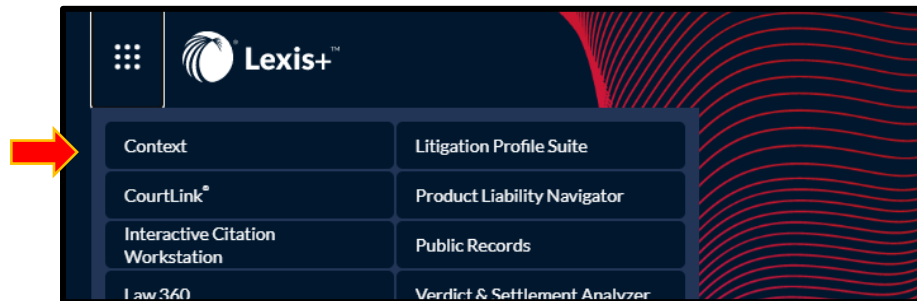 Lexis+™
Context
Litigation Profile Suite
CourtLink®
Product Liability Navigator
Interactive Citation
Workstation
Public Records
Law 360
Verdict & Settlement Analyzer